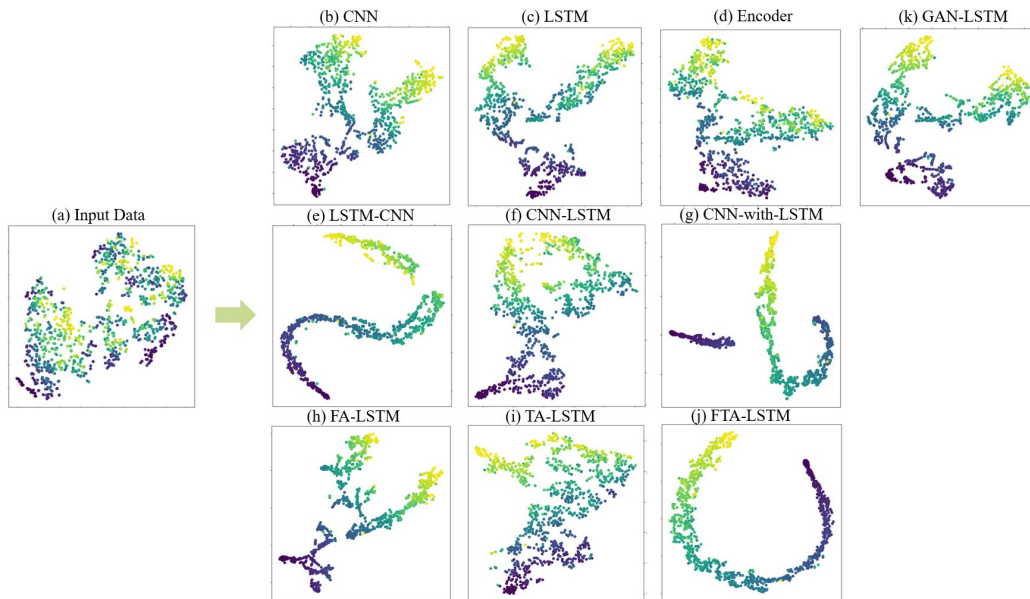 (b) CNN
(c) LSTM
(d) Encoder
(k) GAN-LSTM
(a) Input Data
(e) LSTM-CNN
(f) CNN-LSTM
(g) CNN-with-LSTM
(h) FA-LSTM
(i) TA-LSTM
(j) FTA-LSTM